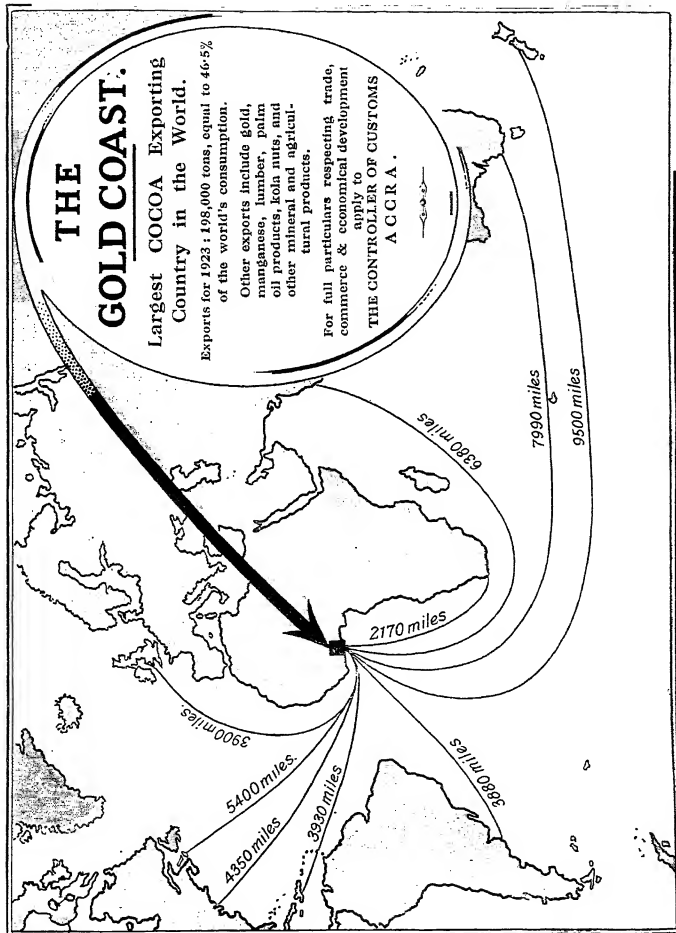 THE
GOLD COAST.
Largest COCOA Exporting
Country in the World.
Exports for 1923 : 198,000 tons, equal to 46·5%
of the world's consumption.
Other exports include gold,
manganese, lumber, palm
oil products, kola nuts, and
other mineral and agricul-
tural products.
For full particulars respecting trade,
commerce & economical development
apply to
THE CONTROLLER OF CUSTOMS
ACCRA.
3900 miles.
5400 miles.
4350 miles
3930 miles
3880 miles
2170 miles
6380 miles
7990 miles
9500 miles